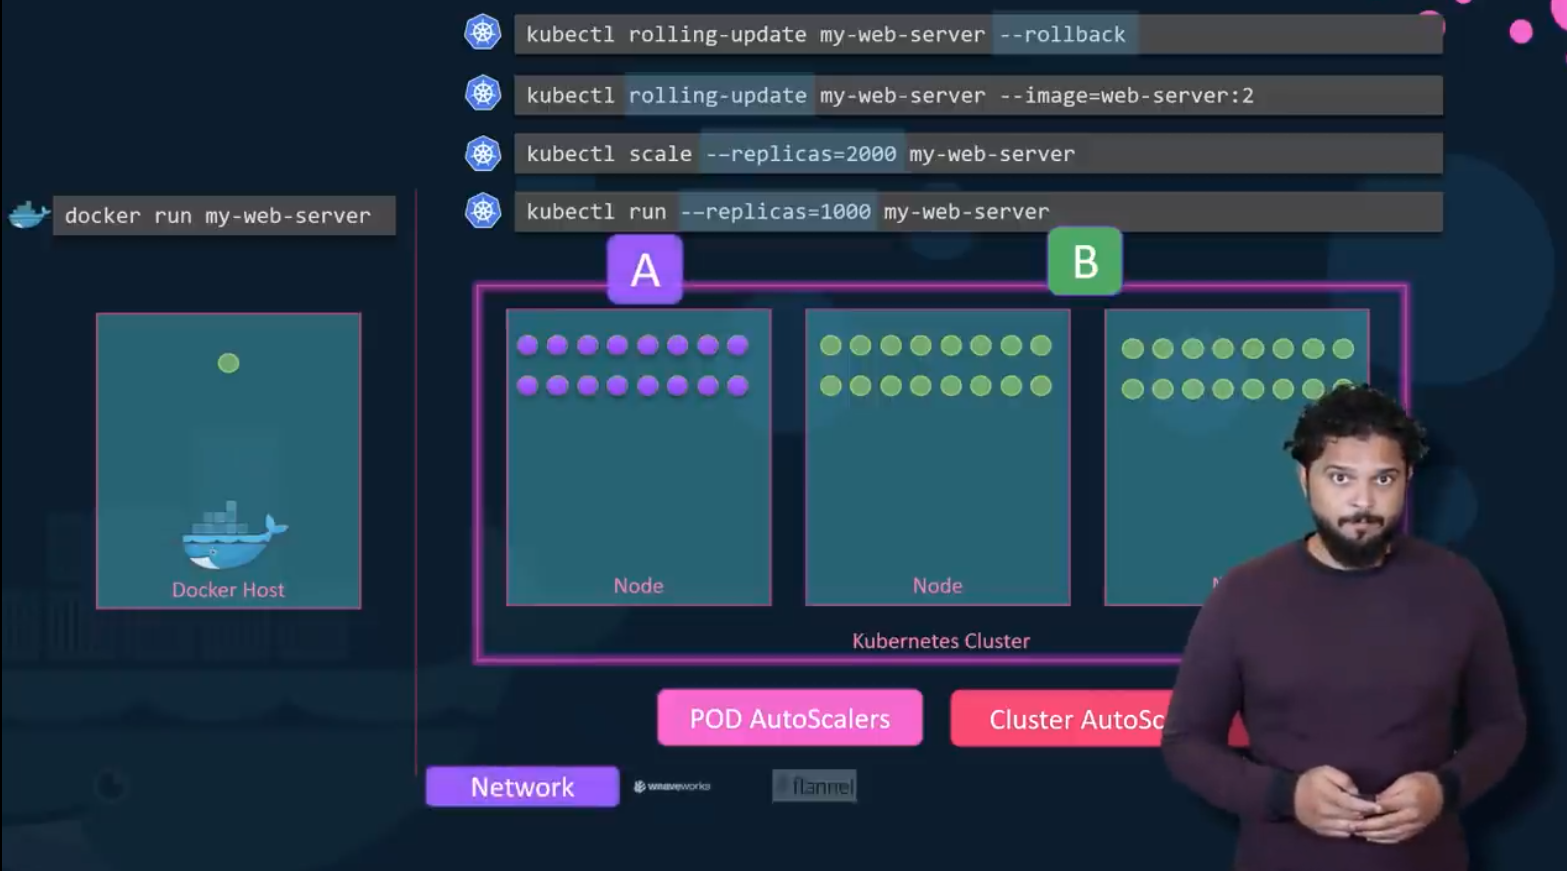 kubectl rolling-update my-web-server --rollback
kubectl rolling-update my-web-server --image=web-server:2
kubectl scale --replicas=2000 my-web-server
kubectl run --replicas=1000 my-web-server
docker run my-web-server
A
B
Docker Host
Node
Node
N
Kubernetes Cluster
POD AutoScalers
Cluster AutoSc
Network
weaveworks
flannel